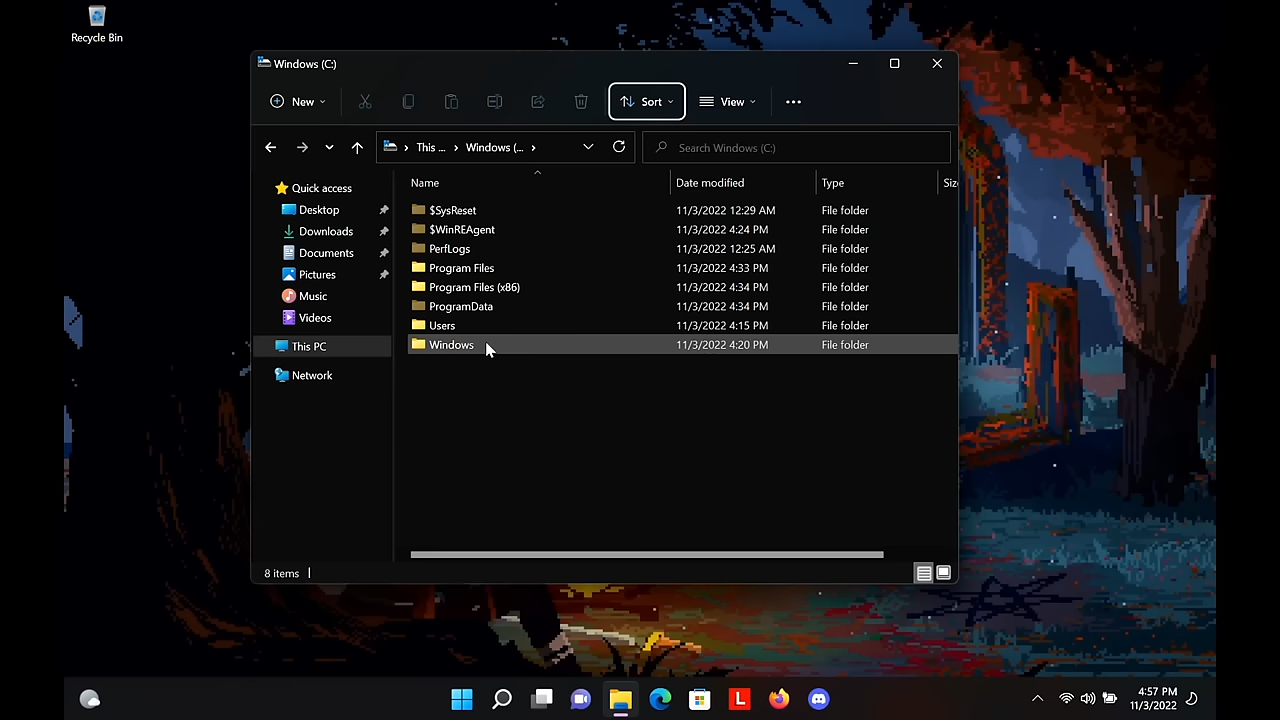 Recycle Bin
Windows (C:)
New
Sort
View
This ... Windows (...
Search Windows (C:)
Name Date modified Type Siz
Quick access
Desktop
Downloads
Documents
Pictures
Music
Videos
This PC
Network
$SysReset 11/3/2022 12:29 AM File folder
$WinREAgent 11/3/2022 4:24 PM File folder
PerfLogs 11/3/2022 12:25 AM File folder
Program Files 11/3/2022 4:33 PM File folder
Program Files (x86) 11/3/2022 4:34 PM File folder
ProgramData 11/3/2022 4:34 PM File folder
Users 11/3/2022 4:15 PM File folder
Windows 11/3/2022 4:20 PM File folder
8 items
L
4:57 PM
11/3/2022